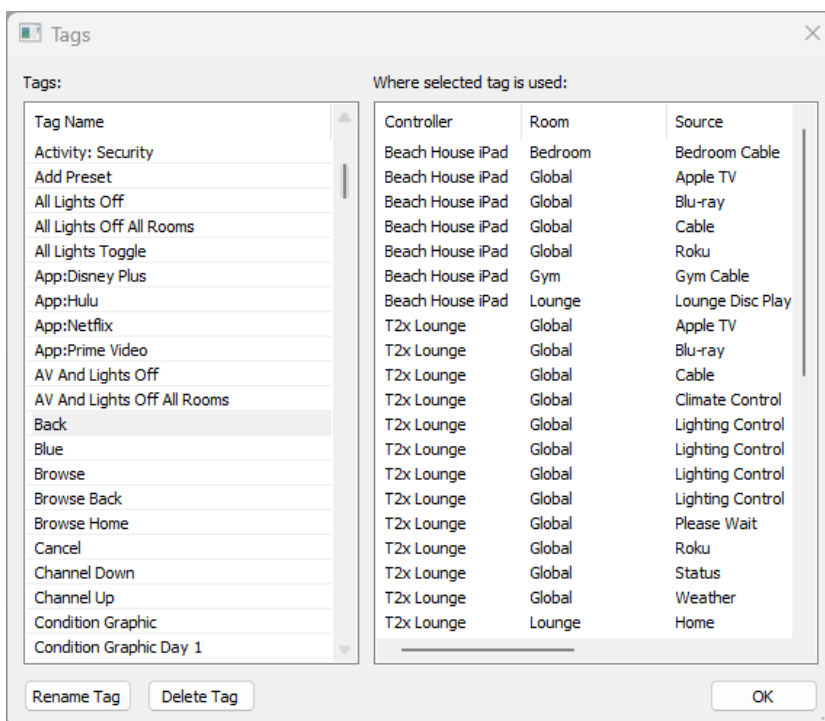 Tags
Tags:
Where selected tag is used:
Tag Name
Activity: Security
Add Preset
All Lights Off
All Lights Off All Rooms
All Lights Toggle
App:Disney Plus
App:Hulu
App:Netflix
App:Prime Video
AV And Lights Off
AV And Lights Off All Rooms
Back
Blue
Browse
Browse Back
Browse Home
Cancel
Channel Down
Channel Up
Condition Graphic
Condition Graphic Day 1
Controller Room Source
Beach House iPad Bedroom Bedroom Cable
Beach House iPad Global Apple TV
Beach House iPad Global Blu-ray
Beach House iPad Global Cable
Beach House iPad Global Roku
Beach House iPad Gym Gym Cable
Beach House iPad Lounge Lounge Disc Play
T2x Lounge Global Apple TV
T2x Lounge Global Blu-ray
T2x Lounge Global Cable
T2x Lounge Global Climate Control
T2x Lounge Global Lighting Control
T2x Lounge Global Lighting Control
T2x Lounge Global Lighting Control
T2x Lounge Global Lighting Control
T2x Lounge Global Please Wait
T2x Lounge Global Roku
T2x Lounge Global Status
T2x Lounge Global Weather
T2x Lounge Lounge Home
Rename Tag
Delete Tag
OK